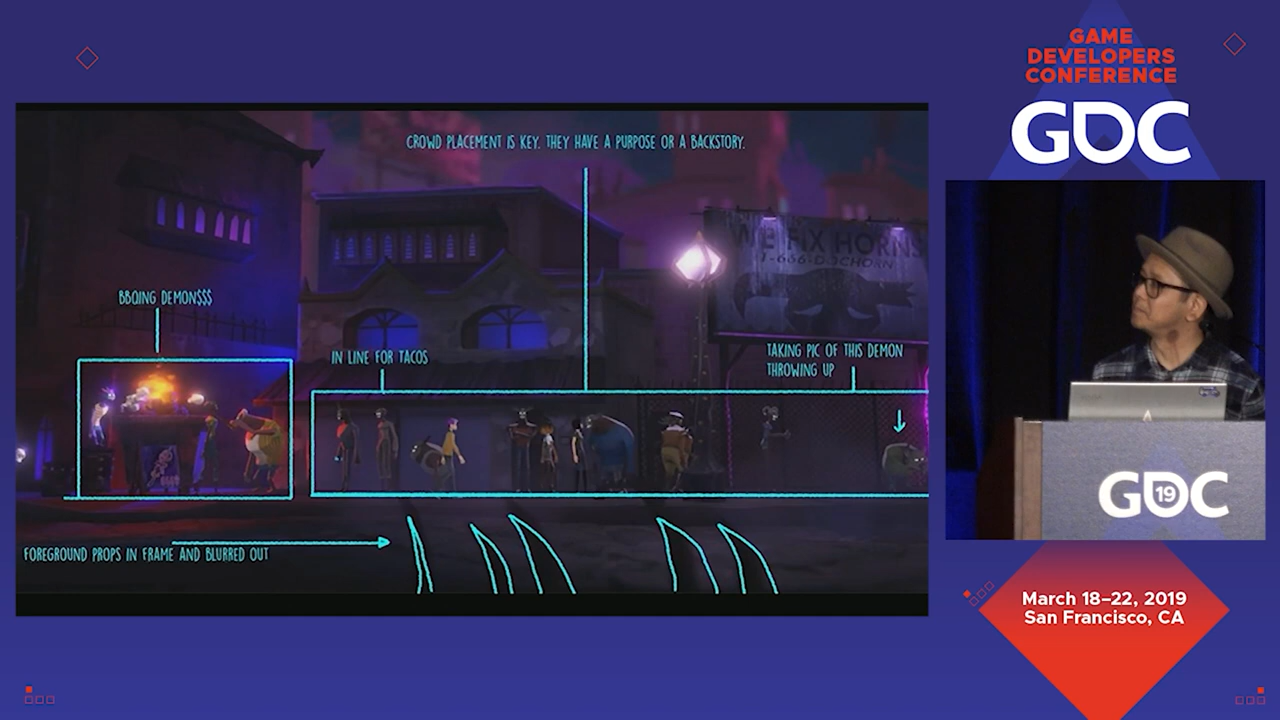 GAME
DEVELOPERS
CONFERENCE
GDC
CROWD PLACEMENT IS KEY. THEY HAVE A PURPOSE OR A BACKSTORY.
WE FIX HORNS
1-666-DOCHORN
BBQING DEMON$$$
IN LINE FOR TACOS
TAKING PIC OF THIS DEMON
THROWING UP
FOREGROUND PROPS IN FRAME AND BLURRED OUT
GDC
19
March 18–22, 2019
San Francisco, CA